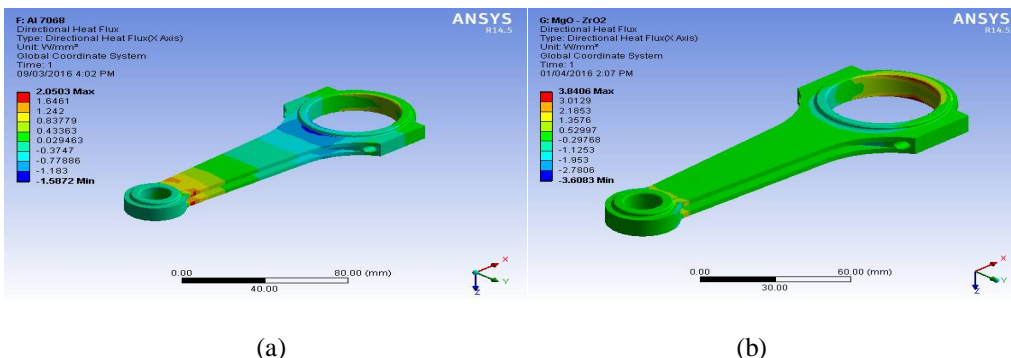 F: Al 7068
Directional Heat Flux
Type: Directional Heat Flux(X Axis)
Unit: W/mm²
Global Coordinate System
Time: 1
09/03/2016 4:02 PM
2.0503 Max
1.6461
1.242
0.83779
0.43363
0.029463
-0.3747
-0.77886
-1.183
-1.5872 Min
ANSYS
R14.5
0.00
80.00 (mm)
40.00
X
Y
Z
(a)
G: MgO - ZrO2
Directional Heat Flux
Type: Directional Heat Flux(X Axis)
Unit: W/mm²
Global Coordinate System
Time: 1
01/04/2016 2:07 PM
3.8406 Max
3.0129
2.1853
1.3576
0.52997
-0.29768
-1.1253
-1.953
-2.7806
-3.6083 Min
ANSYS
R14.5
0.00
60.00 (mm)
30.00
X
Y
Z
(b)